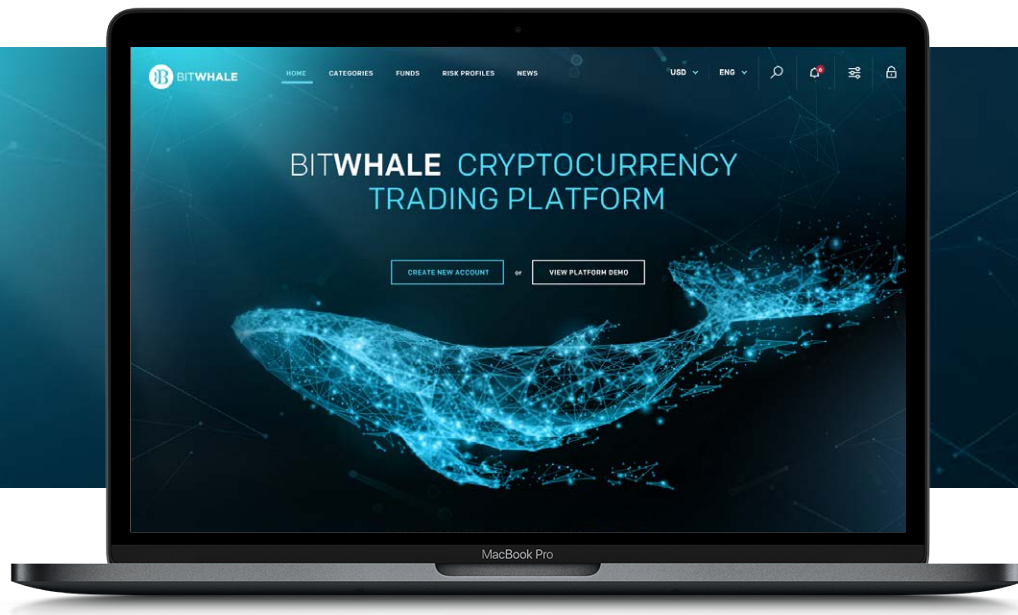 BITWHALE
HOME CATEGORIES FUNDS RISK PROFILES NEWS
USD ENG
6
BITWHALE CRYPTOCURRENCY
TRADING PLATFORM
CREATE NEW ACCOUNT or VIEW PLATFORM DEMO
MacBook Pro